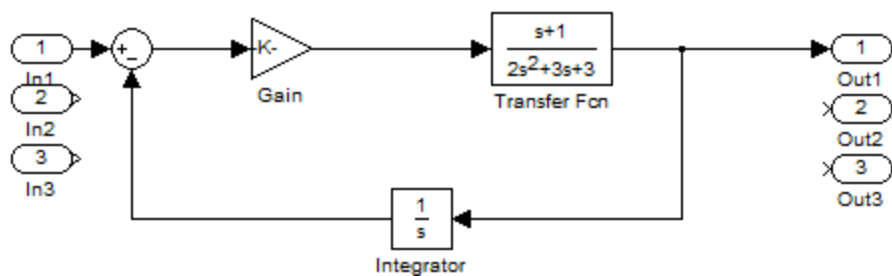 1
In1
2
In2
3
In3
+
−
K-
Gain
s+1
2s²+3s+3
Transfer Fcn
1
s
Integrator
1
Out1
2
Out2
3
Out3